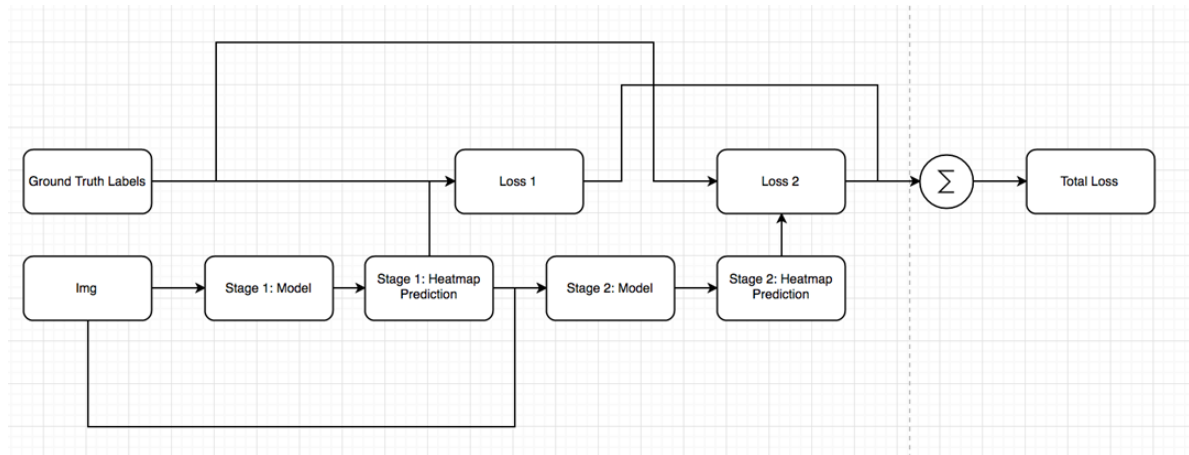 Ground Truth Labels
Loss 1
Loss 2
Σ
Total Loss
Img
Stage 1: Model
Stage 1: Heatmap
Prediction
Stage 2: Model
Stage 2: Heatmap
Prediction